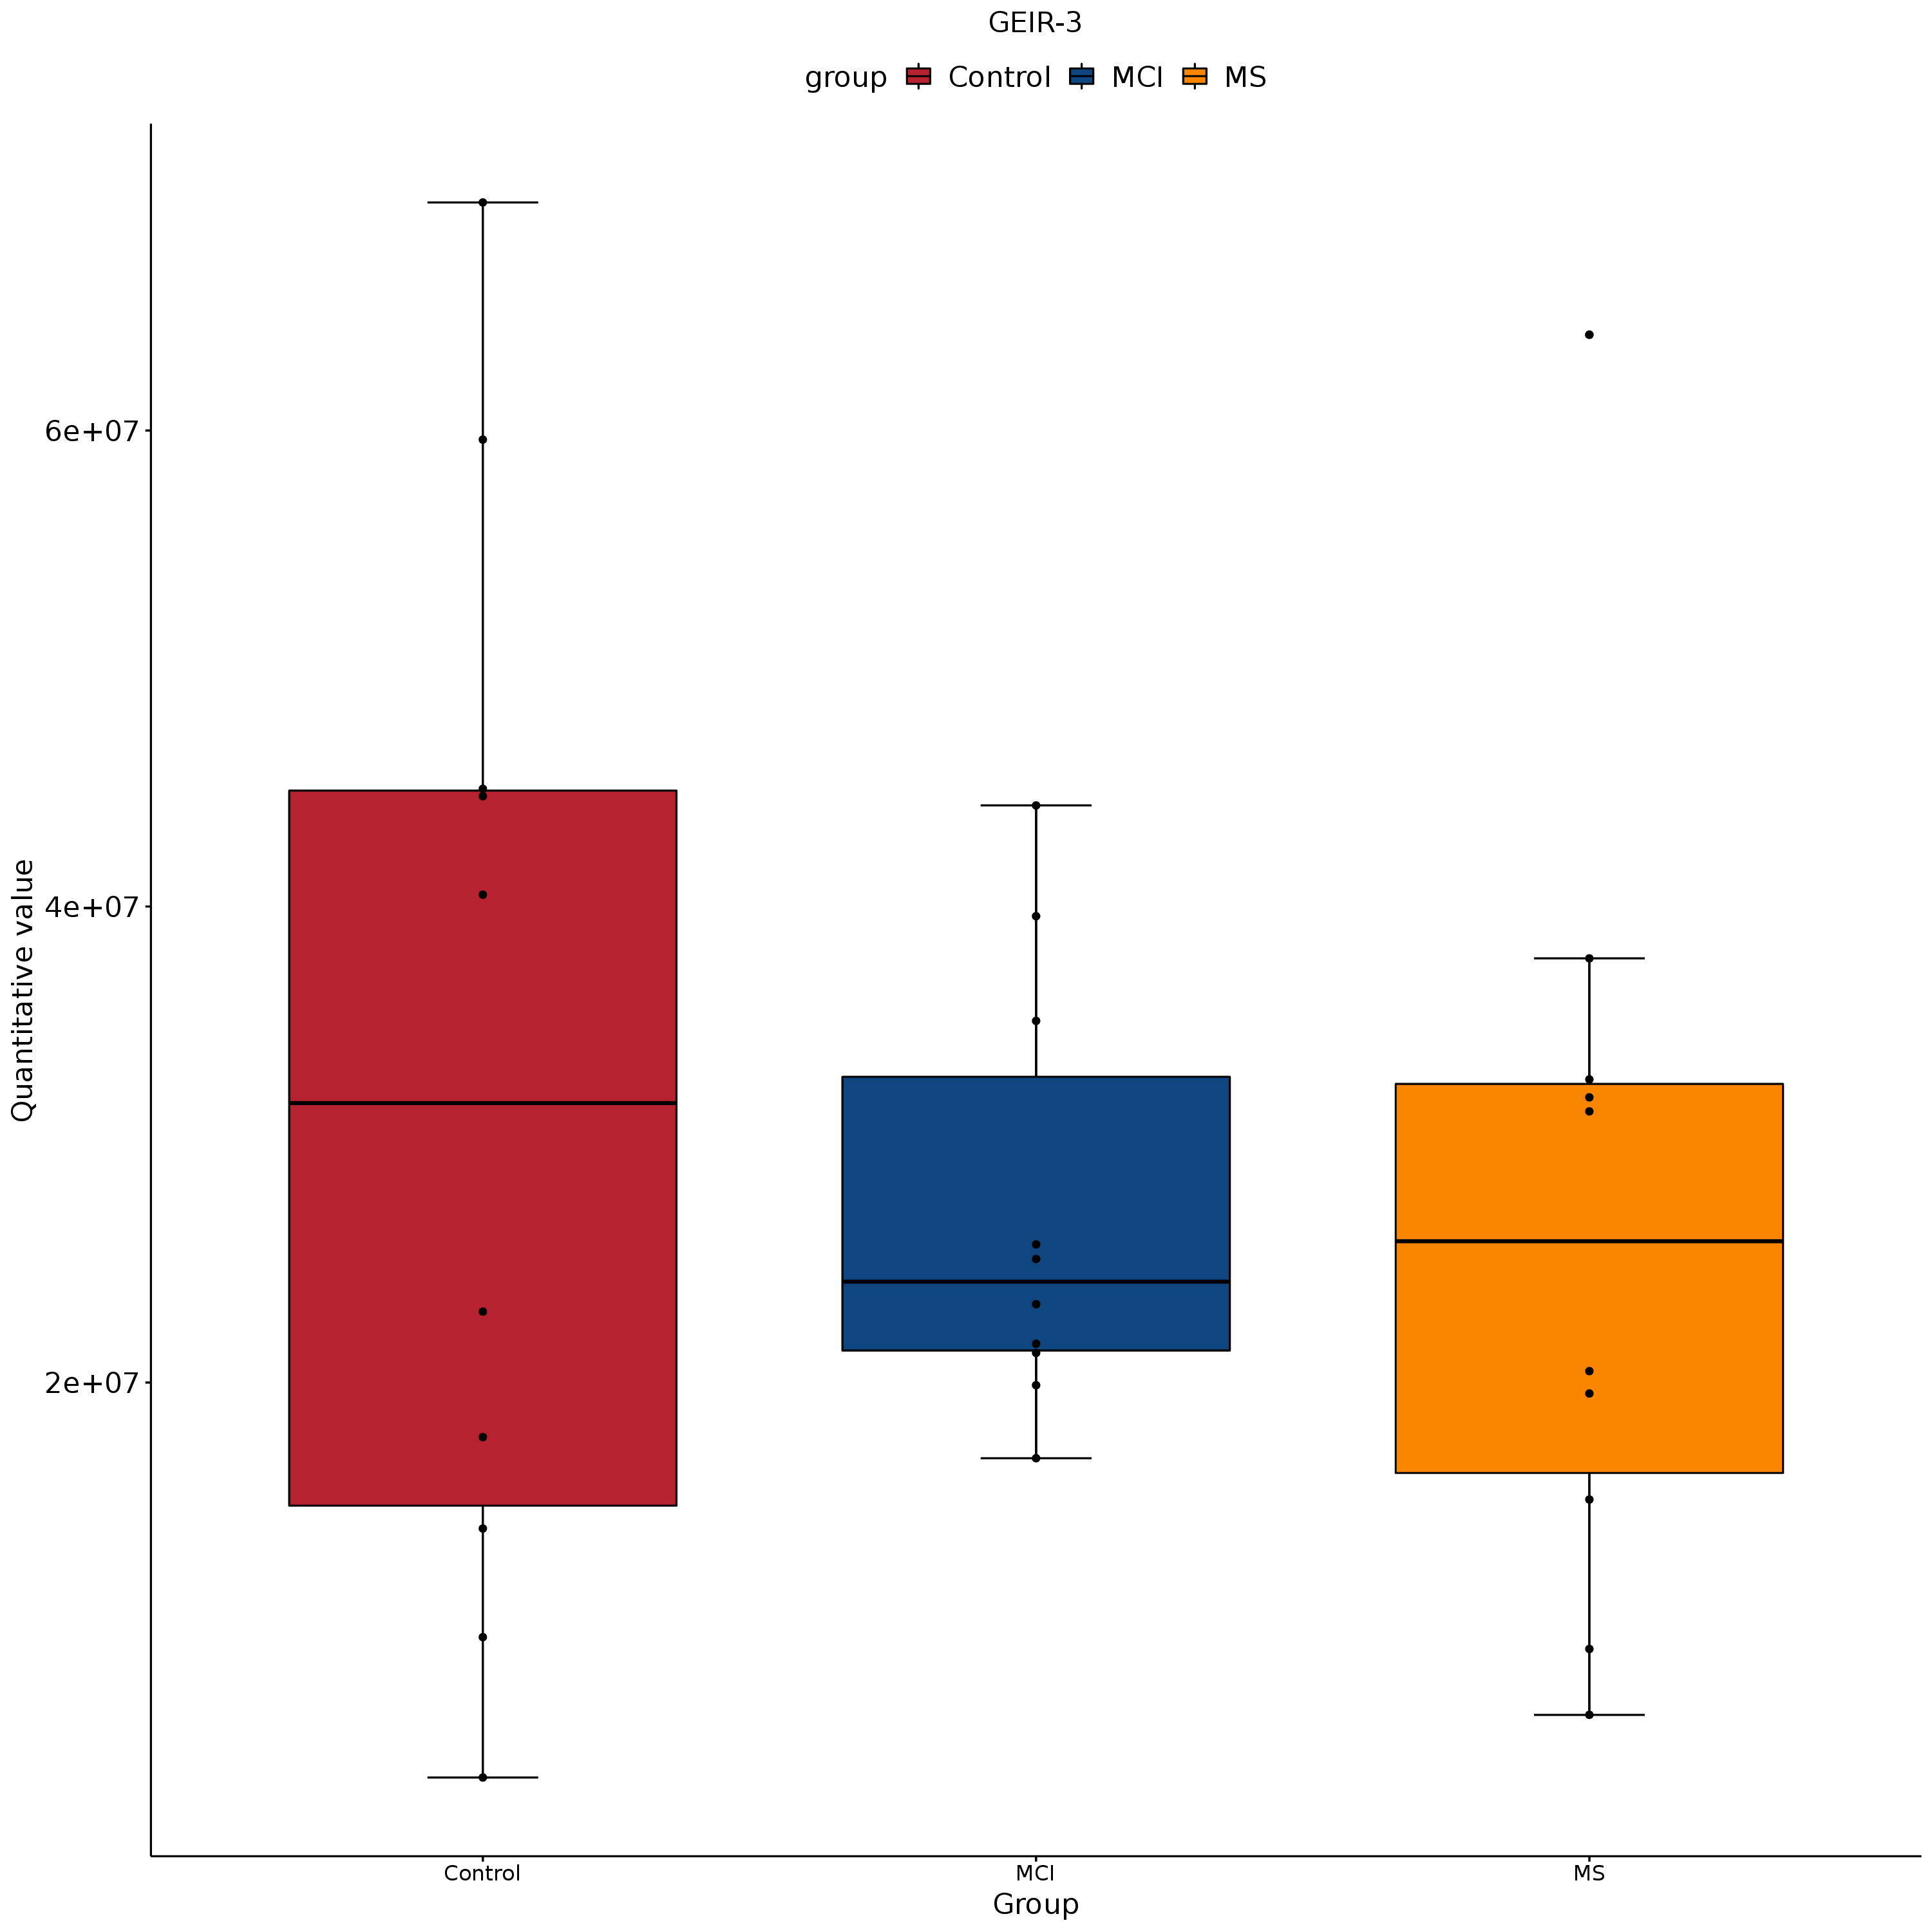 GEIR-3
group Control MCI MS
6e+07
4e+07
2e+07
Quantitative value
Control MCI MS
Group